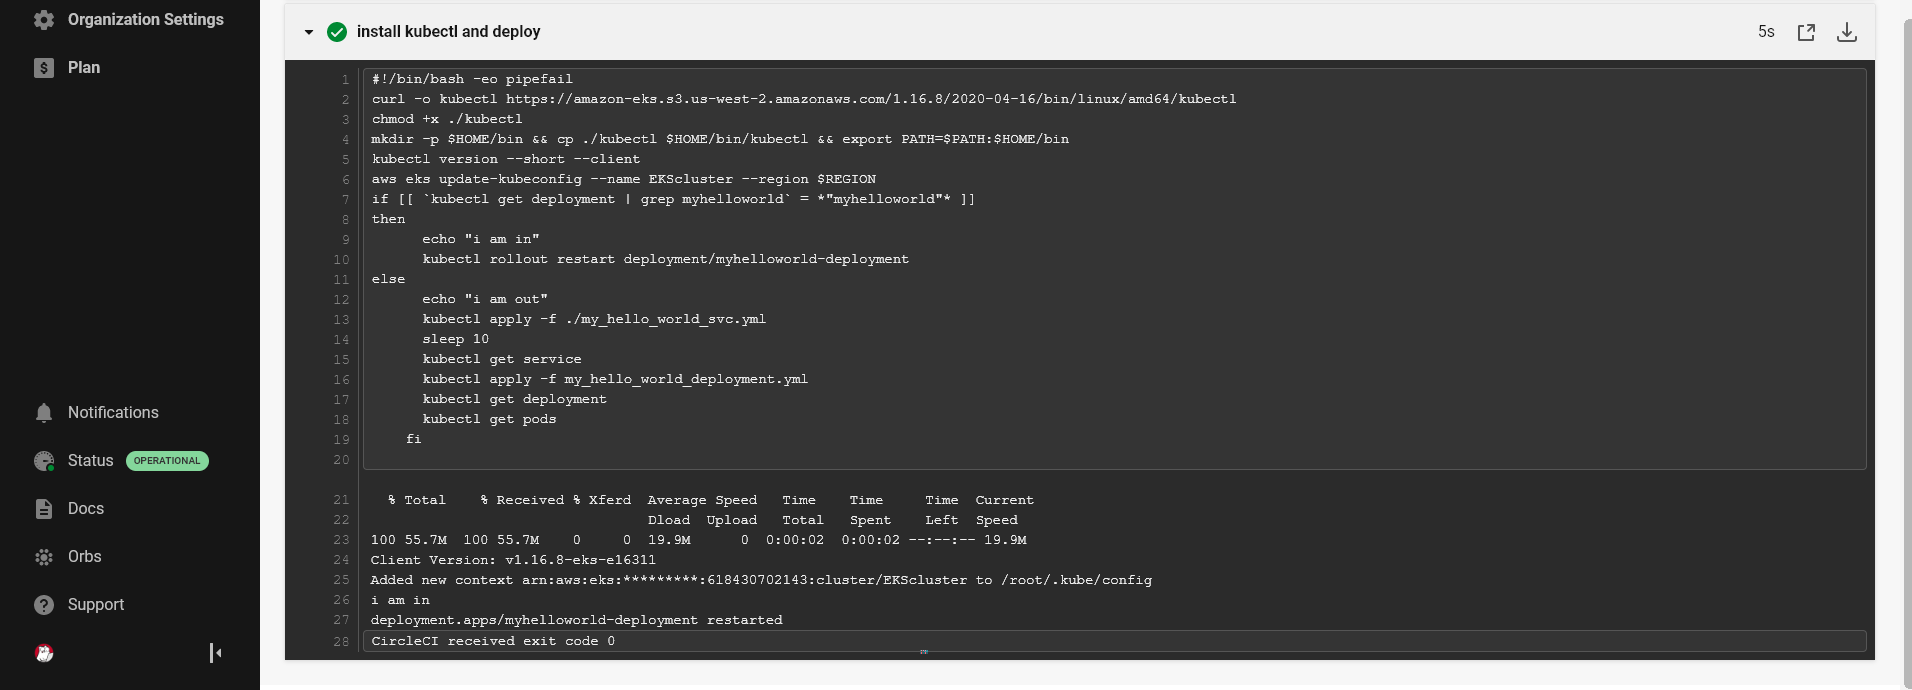 Organization Settings
Plan
Notifications
Status OPERATIONAL
Docs
Orbs
Support
install kubectl and deploy 5s
1 #!/bin/bash -eo pipefail
2 curl -o kubectl https://amazon-eks.s3.us-west-2.amazonaws.com/1.16.8/2020-04-16/bin/linux/amd64/kubectl
3 chmod +x ./kubectl
4 mkdir -p $HOME/bin && cp ./kubectl $HOME/bin/kubectl && export PATH=$PATH:$HOME/bin
5 kubectl version --short --client
6 aws eks update-kubeconfig --name EKScluster --region $REGION
7 if [[ `kubectl get deployment | grep myhelloworld` = *"myhelloworld"* ]]
8 then
9       echo "i am in"
10       kubectl rollout restart deployment/myhelloworld-deployment
11 else
12       echo "i am out"
13       kubectl apply -f ./my_hello_world_svc.yml
14       sleep 10
15       kubectl get service
16       kubectl apply -f my_hello_world_deployment.yml
17       kubectl get deployment
18       kubectl get pods
19     fi
20
21   % Total    % Received % Xferd  Average Speed   Time    Time     Time  Current
22                                  Dload  Upload   Total   Spent    Left  Speed
23 100 55.7M  100 55.7M    0     0  19.9M      0  0:00:02  0:00:02 --:--:-- 19.9M
24 Client Version: v1.16.8-eks-e16311
25 Added new context arn:aws:eks:*********:618430702143:cluster/EKScluster to /root/.kube/config
26 i am in
27 deployment.apps/myhelloworld-deployment restarted
28 CircleCI received exit code 0